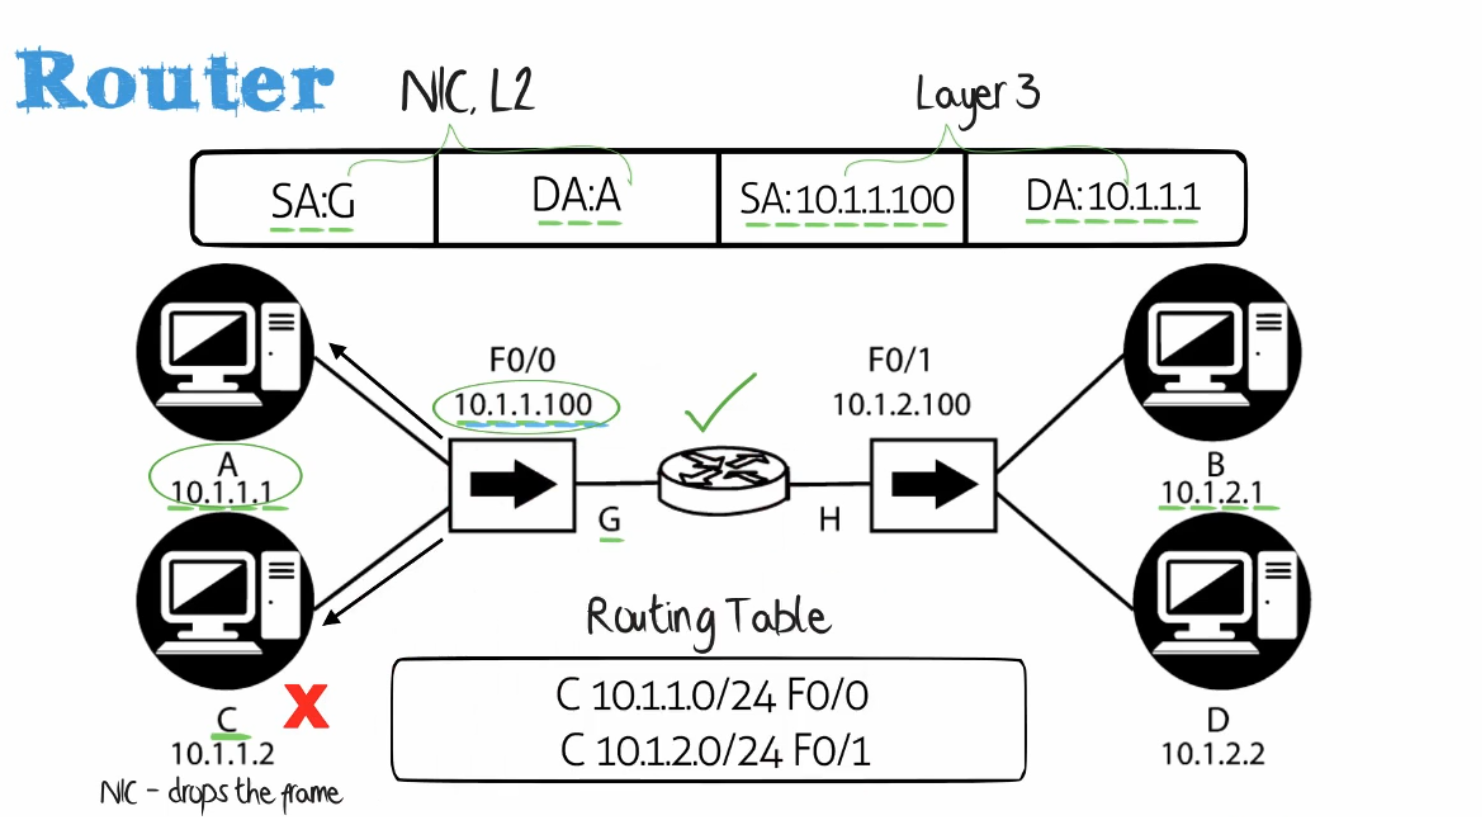 Router
NIC, L2
Layer 3
SA:G
DA:A
SA:10.1.1.100
DA:10.1.1.1
F0/0
10.1.1.100
F0/1
10.1.2.100
A
10.1.1.1
B
10.1.2.1
G
H
Routing Table
C 10.1.1.0/24 F0/0
C 10.1.2.0/24 F0/1
C
X
10.1.1.2
NIC - drops the frame
D
10.1.2.2